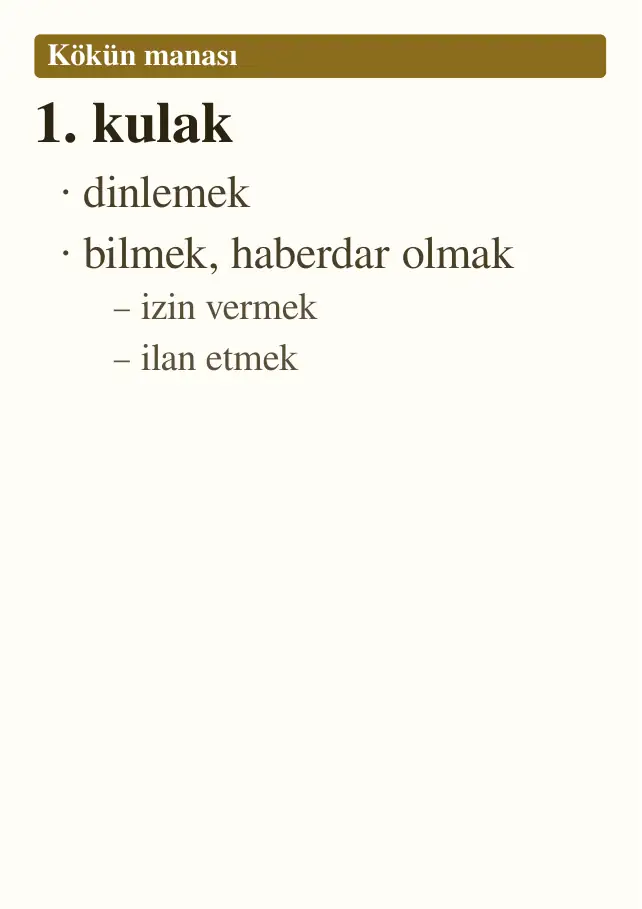 Kökün manası
1. kulak
· dinlemek
· bilmek, haberdar olmak
– izin vermek
– ilan etmek